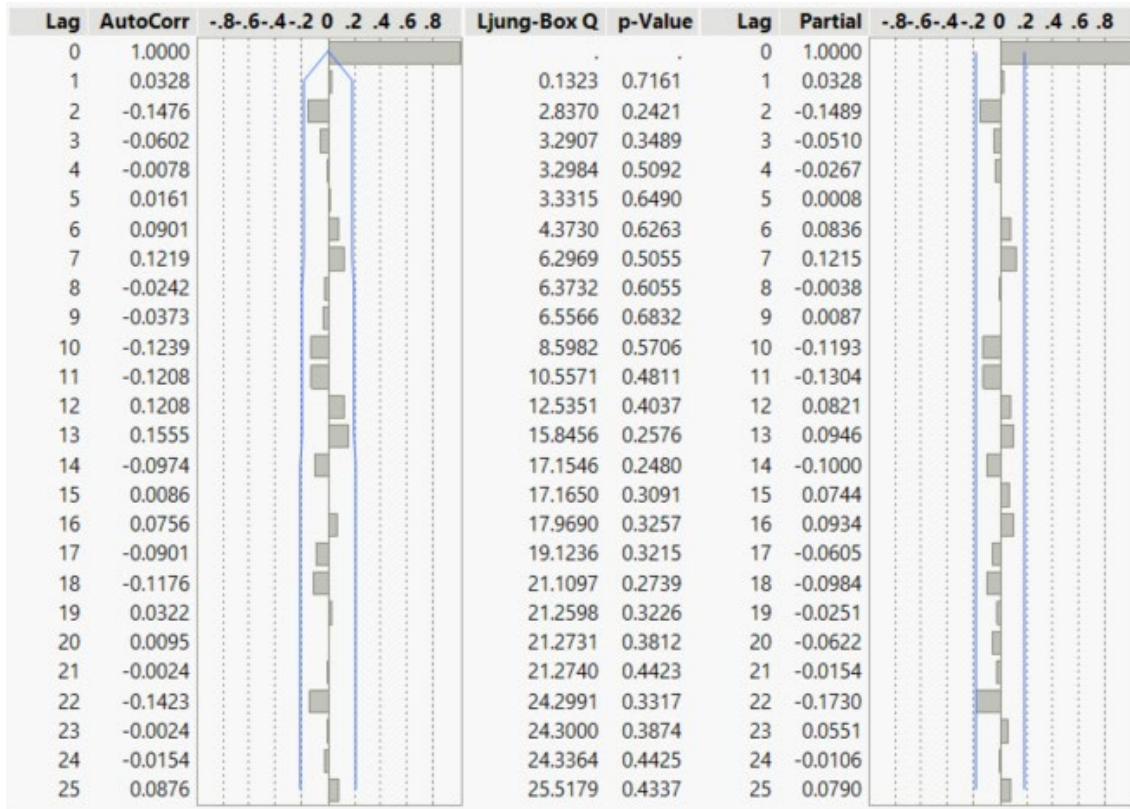 Lag AutoCorr -.8-.6-.4-.2 0 .2 .4 .6 .8 Ljung-Box Q p-Value Lag Partial -.8-.6-.4-.2 0 .2 .4 .6 .8
0 1.0000 . . 0 1.0000
1 0.0328 0.1323 0.7161 1 0.0328
2 -0.1476 2.8370 0.2421 2 -0.1489
3 -0.0602 3.2907 0.3489 3 -0.0510
4 -0.0078 3.2984 0.5092 4 -0.0267
5 0.0161 3.3315 0.6490 5 0.0008
6 0.0901 4.3730 0.6263 6 0.0836
7 0.1219 6.2969 0.5055 7 0.1215
8 -0.0242 6.3732 0.6055 8 -0.0038
9 -0.0373 6.5566 0.6832 9 0.0087
10 -0.1239 8.5982 0.5706 10 -0.1193
11 -0.1208 10.5571 0.4811 11 -0.1304
12 0.1208 12.5351 0.4037 12 0.0821
13 0.1555 15.8456 0.2576 13 0.0946
14 -0.0974 17.1546 0.2480 14 -0.1000
15 0.0086 17.1650 0.3091 15 0.0744
16 0.0756 17.9690 0.3257 16 0.0934
17 -0.0901 19.1236 0.3215 17 -0.0605
18 -0.1176 21.1097 0.2739 18 -0.0984
19 0.0322 21.2598 0.3226 19 -0.0251
20 0.0095 21.2731 0.3812 20 -0.0622
21 -0.0024 21.2740 0.4423 21 -0.0154
22 -0.1423 24.2991 0.3317 22 -0.1730
23 -0.0024 24.3000 0.3874 23 0.0551
24 -0.0154 24.3364 0.4425 24 -0.0106
25 0.0876 25.5179 0.4337 25 0.0790